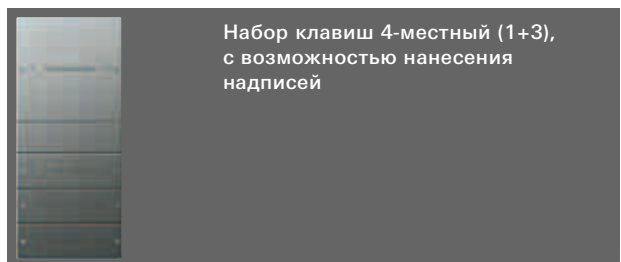 Набор клавиш 4-местный (1+3),
с возможностью нанесения
надписей